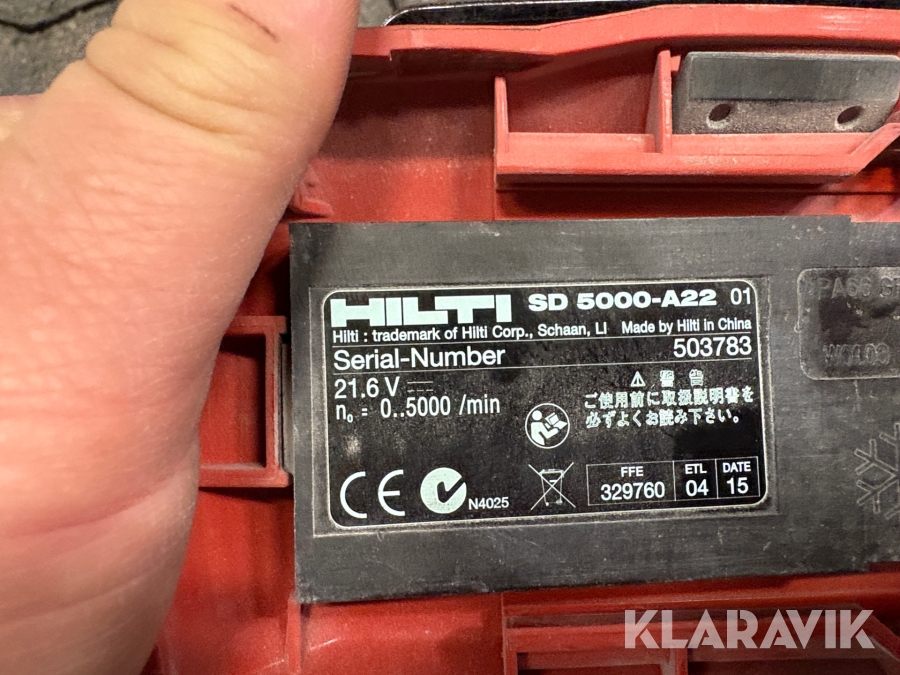 HILTI SD 5000-A22 01
Hilti : trademark of Hilti Corp., Schaan, LI Made by Hilti in China
Serial-Number 503783
21.6 V
n₀ = 0..5000 /min
⚠ 警告
ご使用前に取扱説明書を
必ずよくお読み下さい。
CE N4025
FFE ETL DATE
329760 04 15
PA66
KLARAVIK